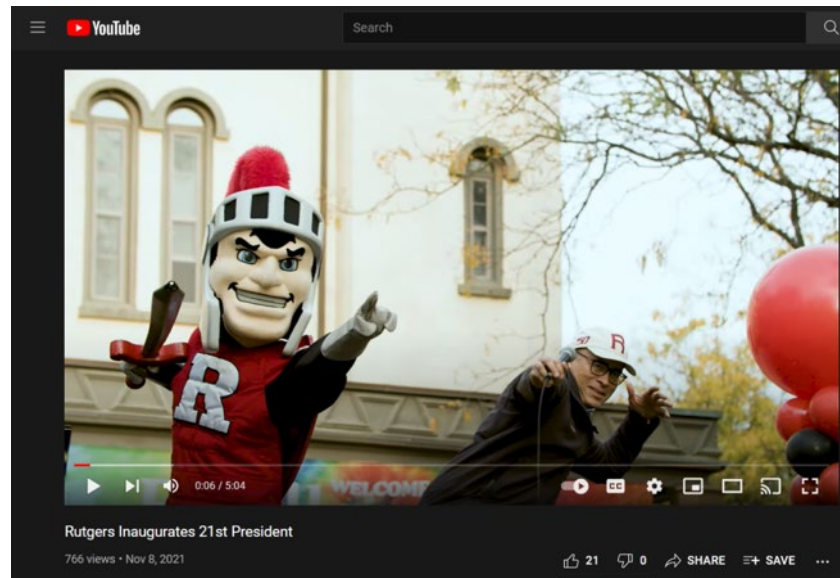 YouTube
Search
R
R
WELCOME
0:06 / 5:04
CC
Rutgers Inaugurates 21st President
766 views • Nov 8, 2021
21
0
SHARE
SAVE